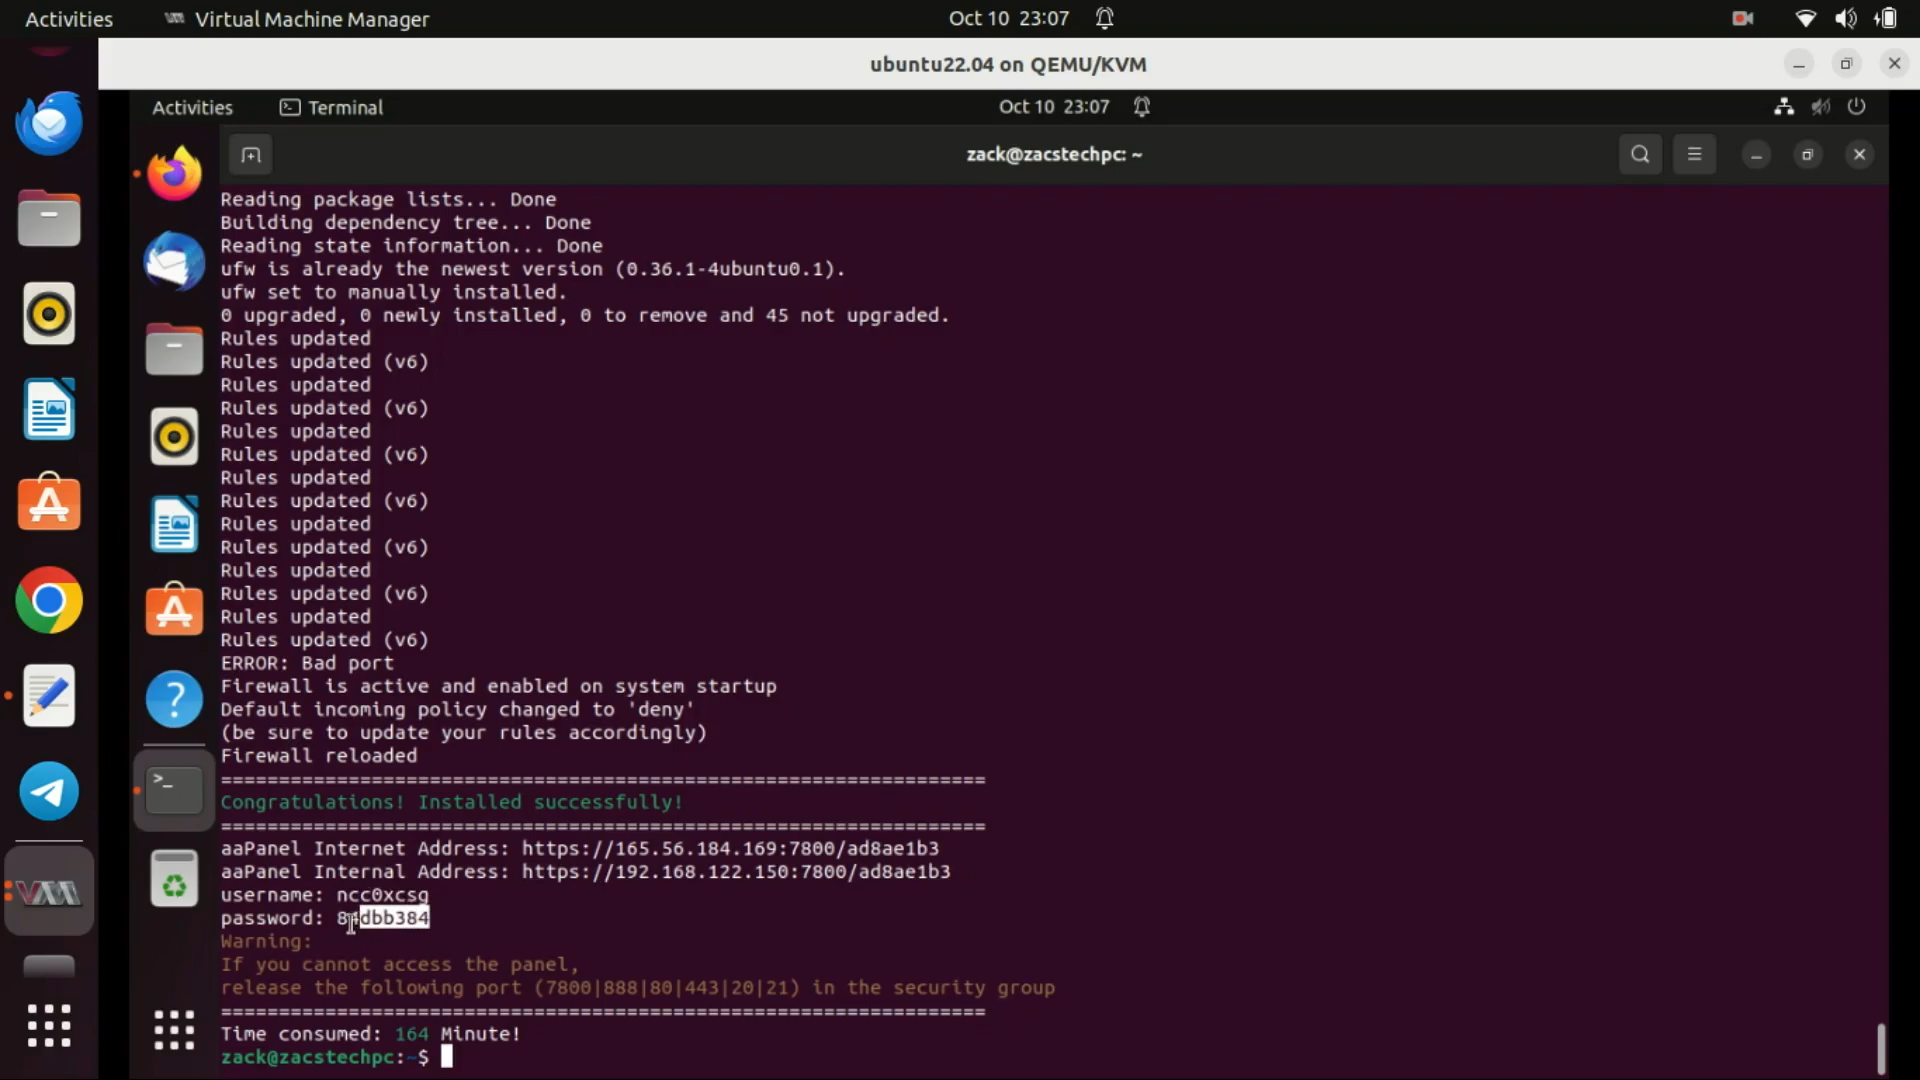 Activities
Virtual Machine Manager
Oct 10 23:07
ubuntu22.04 on QEMU/KVM
Activities
Terminal
Oct 10 23:07
zack@zacstechpc: ~
Reading package lists... Done
Building dependency tree... Done
Reading state information... Done
ufw is already the newest version (0.36.1-4ubuntu0.1).
ufw set to manually installed.
0 upgraded, 0 newly installed, 0 to remove and 45 not upgraded.
Rules updated
Rules updated (v6)
Rules updated
Rules updated (v6)
Rules updated
Rules updated (v6)
Rules updated
Rules updated (v6)
Rules updated
Rules updated (v6)
Rules updated
Rules updated (v6)
Rules updated
Rules updated (v6)
ERROR: Bad port
Firewall is active and enabled on system startup
Default incoming policy changed to 'deny'
(be sure to update your rules accordingly)
Firewall reloaded
==================================================================
Congratulations! Installed successfully!
==================================================================
aaPanel Internet Address: https://165.56.184.169:7800/ad8ae1b3
aaPanel Internal Address: https://192.168.122.150:7800/ad8ae1b3
username: ncc0xcsg
password: 84dbb384
Warning:
If you cannot access the panel,
release the following port (7800|888|80|443|20|21) in the security group
==================================================================
Time consumed: 164 Minute!
zack@zacstechpc:~$